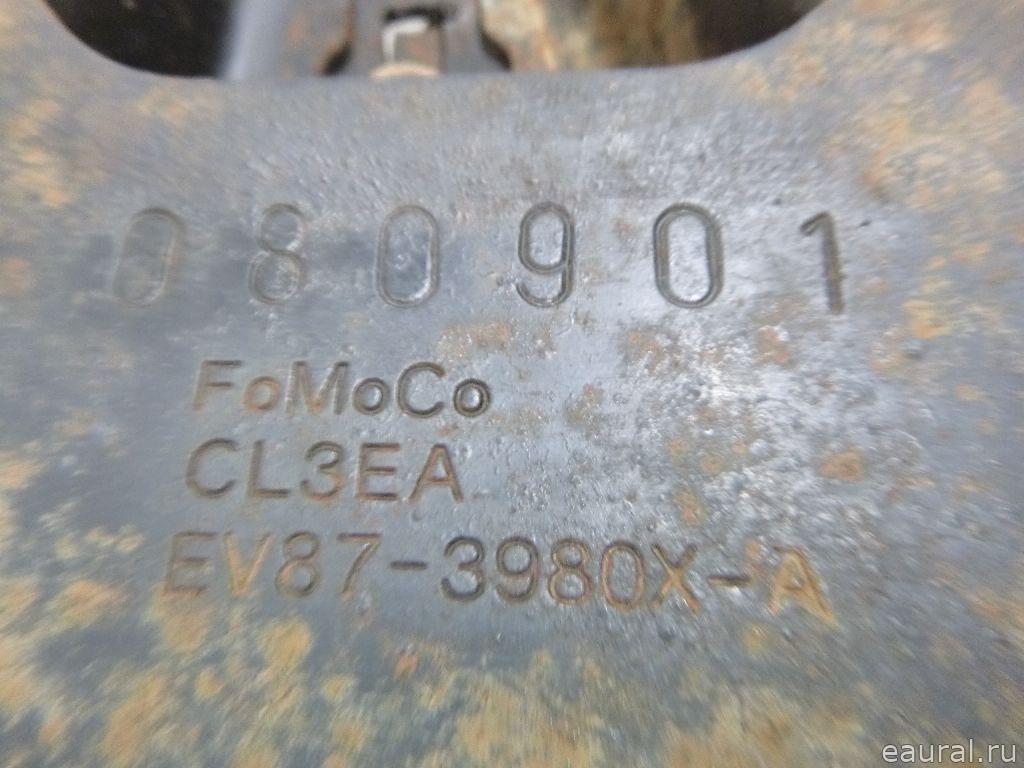 080901
FoMoCo
CL3EA
EV87-3980X-A
eaural.ru